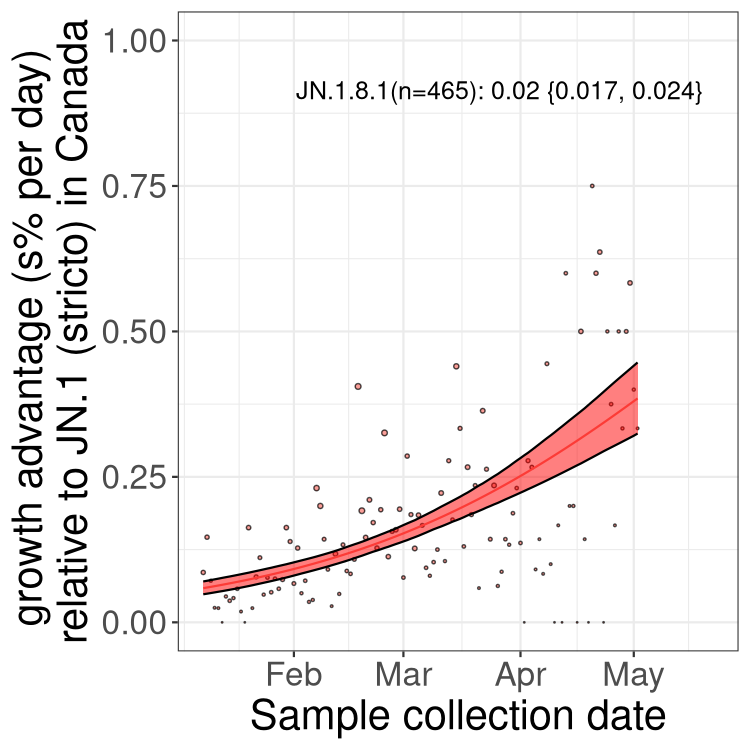 growth advantage (s% per day)
relative to JN.1 (stricto) in Canada
1.00
0.75
0.50
0.25
0.00
JN.1.8.1(n=465): 0.02 {0.017, 0.024}
Feb Mar Apr May
Sample collection date